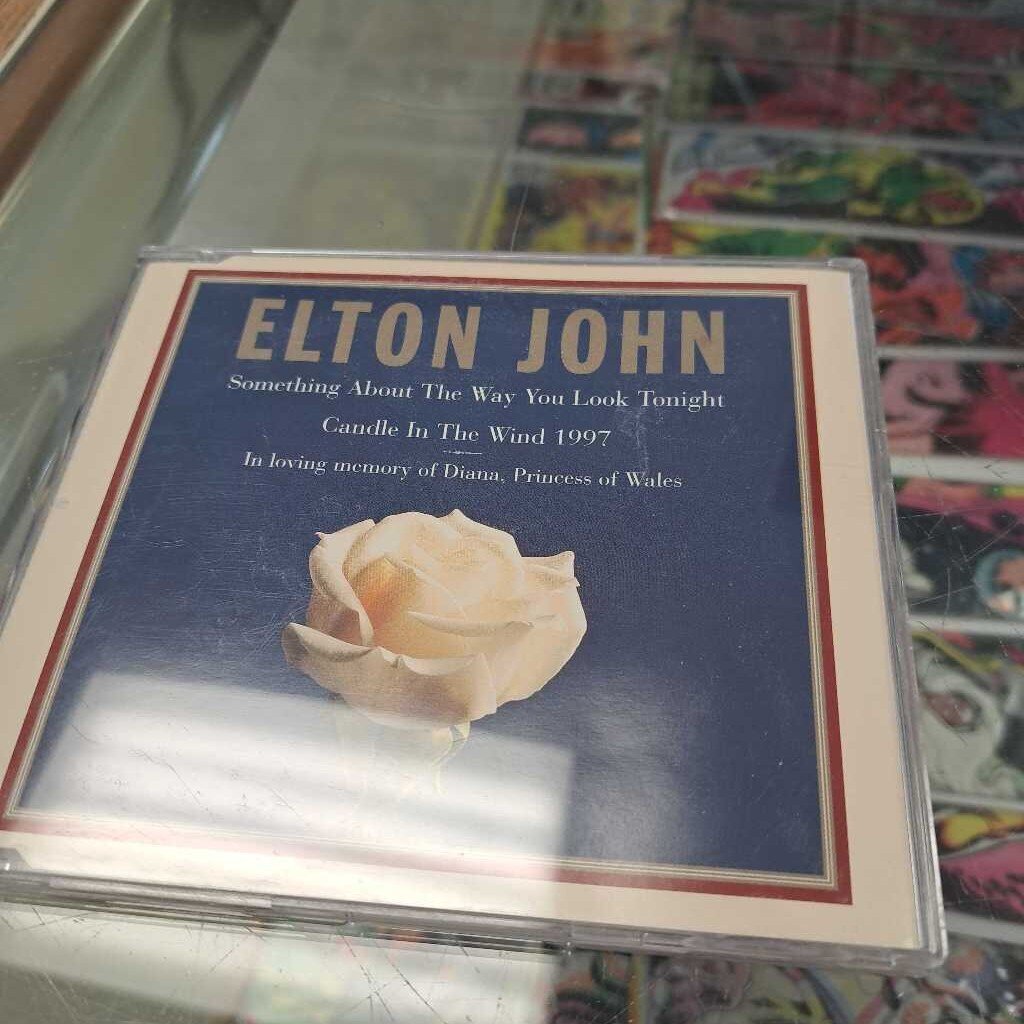 ELTON JOHN
Something About The Way You Look Tonight
Candle In The Wind 1997
In loving memory of Diana, Princess of Wales